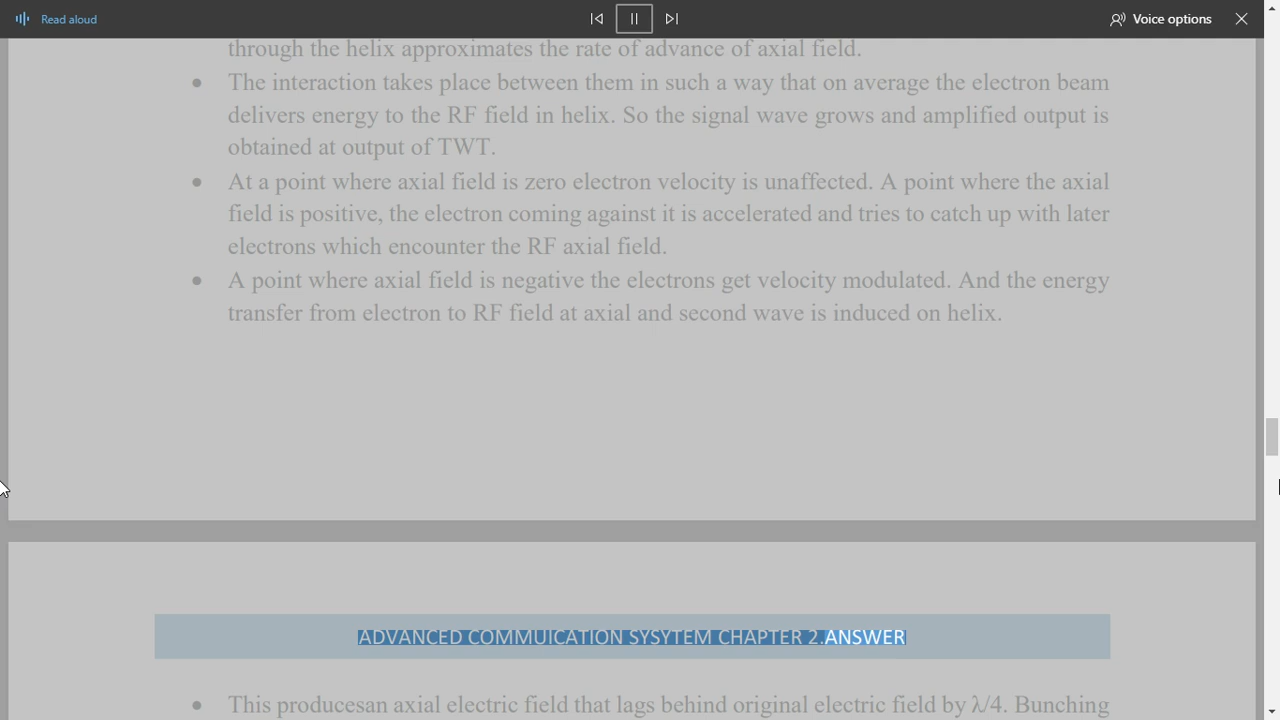 Read aloud
Voice options
through the helix approximates the rate of advance of axial field.
• The interaction takes place between them in such a way that on average the electron beam
delivers energy to the RF field in helix. So the signal wave grows and amplified output is
obtained at output of TWT.
• At a point where axial field is zero electron velocity is unaffected. A point where the axial
field is positive, the electron coming against it is accelerated and tries to catch up with later
electrons which encounter the RF axial field.
• A point where axial field is negative the electrons get velocity modulated. And the energy
transfer from electron to RF field at axial and second wave is induced on helix.
ADVANCED COMMUICATION SYSYTEM CHAPTER 2.ANSWER
• This producesan axial electric field that lags behind original electric field by λ/4. Bunching